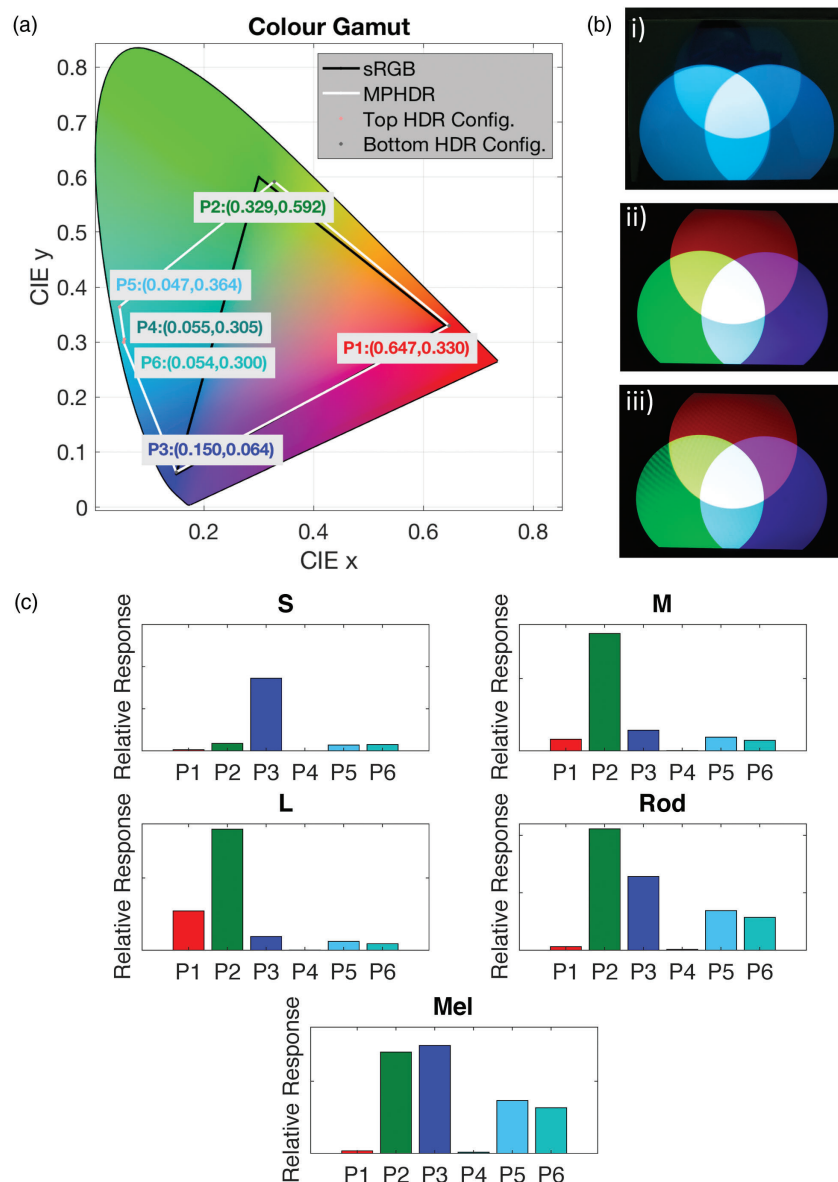 (a)
Colour Gamut
sRGB
MPHDR
Top HDR Config.
Bottom HDR Config.
0.8
0.7
0.6
0.5
0.4
0.3
0.2
0.1
0
CIE y
P2:(0.329,0.592)
P5:(0.047,0.364)
P4:(0.055,0.305)
P6:(0.054,0.300)
P1:(0.647,0.330)
P3:(0.150,0.064)
0.2 0.4 0.6 0.8
CIE x
(b)
i)
ii)
iii)
(c)
S
Relative Response
P1 P2 P3 P4 P5 P6
M
Relative Response
P1 P2 P3 P4 P5 P6
L
Relative Response
P1 P2 P3 P4 P5 P6
Rod
Relative Response
P1 P2 P3 P4 P5 P6
Mel
Relative Response
P1 P2 P3 P4 P5 P6